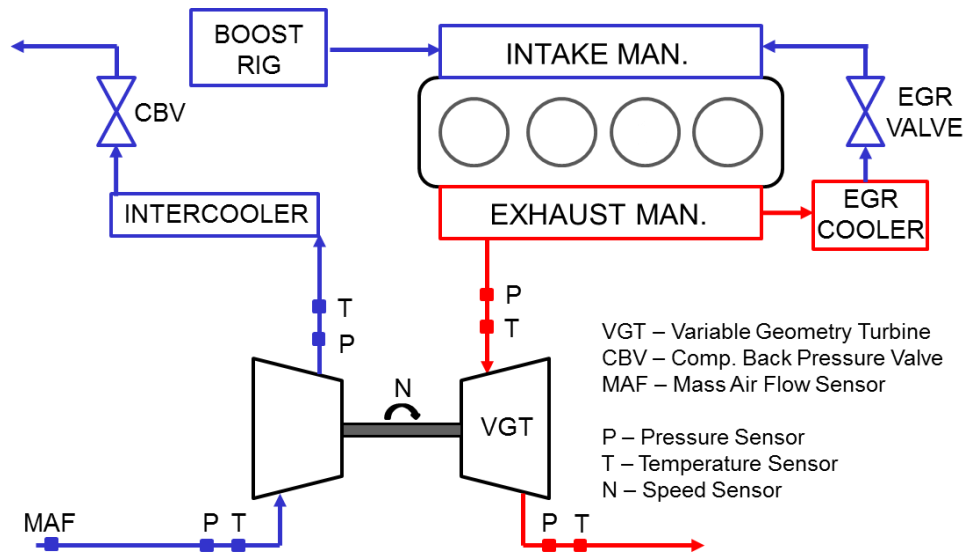 BOOST
RIG
INTAKE MAN.
CBV
EGR
VALVE
INTERCOOLER
EXHAUST MAN.
EGR
COOLER
P
T
T
P
N
VGT
VGT – Variable Geometry Turbine
CBV – Comp. Back Pressure Valve
MAF – Mass Air Flow Sensor
P – Pressure Sensor
T – Temperature Sensor
N – Speed Sensor
MAF
P T
P T